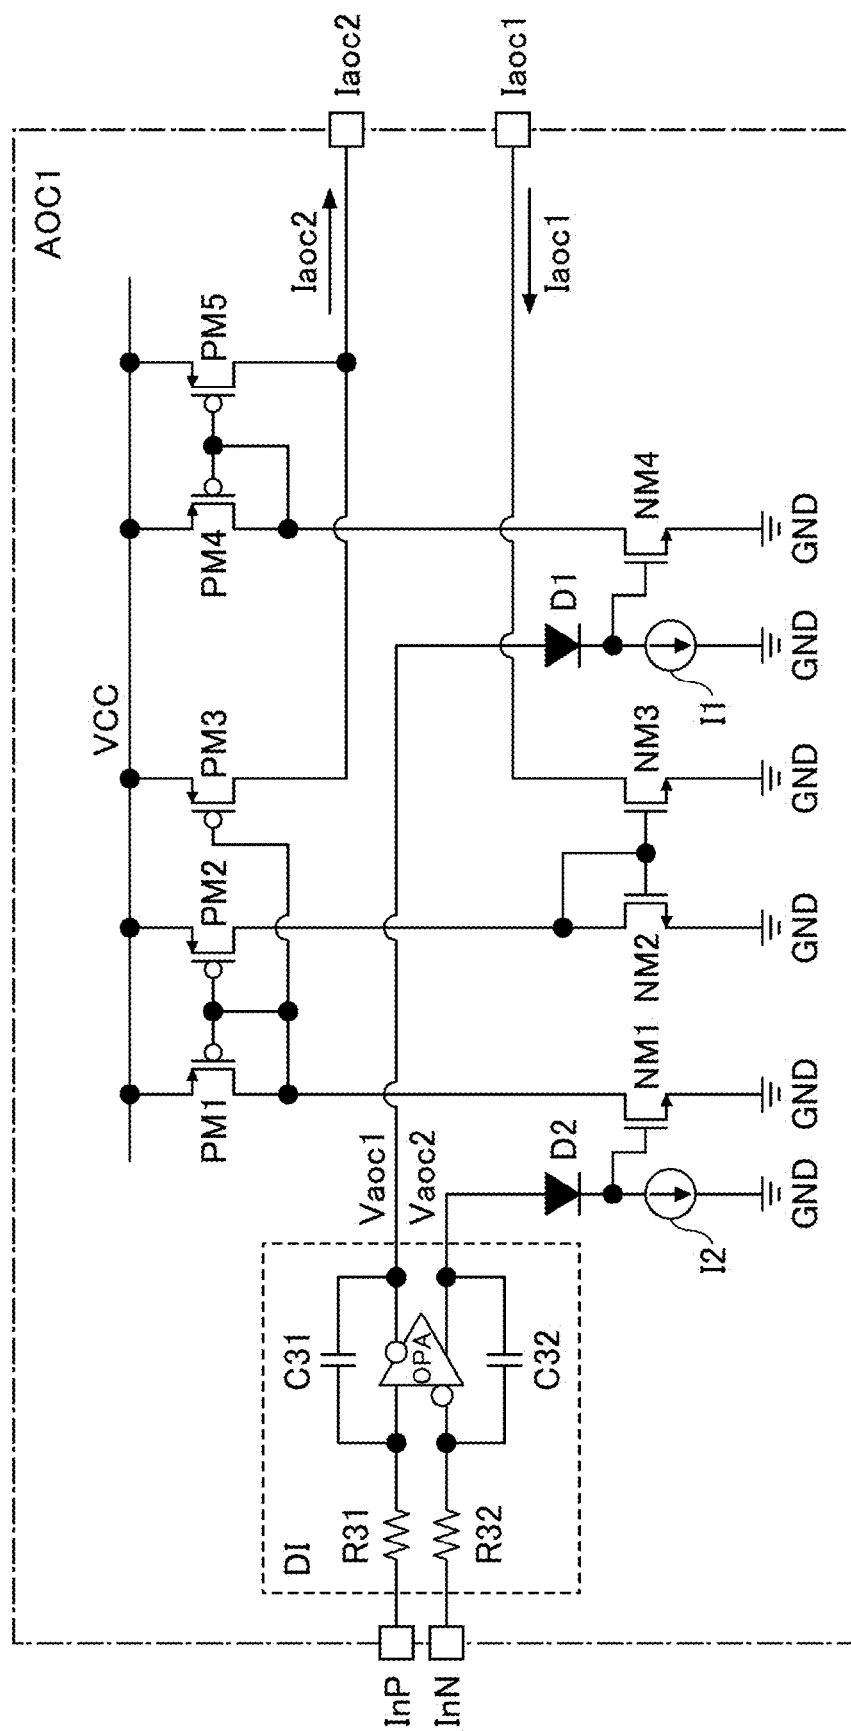 AOC1
VCC
PM1
PM2
PM3
PM4
PM5
Iaoc2
Iaoc2
Iaoc1
Iaoc1
DI
C31
R31
OPA
R32
C32
InP
InN
Vaoc1
Vaoc2
D2
D1
NM1
NM2
NM3
NM4
I2
I1
GND
GND
GND
GND
GND
GND